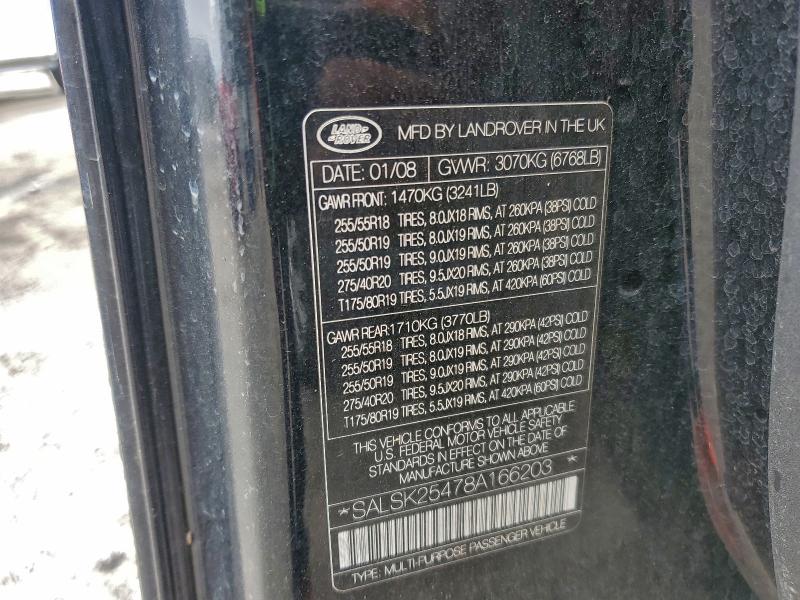 LAND ROVER
MFD BY LANDROVER IN THE UK
DATE: 01/08 GVWR: 3070KG (6768LB)
GAWR FRONT: 1470KG (3241LB)
255/55R18 TIRES, 8.0JX18 RIMS, AT 260KPA (38PSI) COLD
255/50R19 TIRES, 8.0JX19 RIMS, AT 260KPA (38PSI) COLD
255/50R19 TIRES, 9.0JX19 RIMS, AT 260KPA (38PSI) COLD
275/40R20 TIRES, 9.5JX20 RIMS, AT 260KPA (38PSI) COLD
T175/80R19 TIRES, 5.5JX19 RIMS, AT 420KPA (60PSI) COLD
GAWR REAR: 1710KG (3770LB)
255/55R18 TIRES, 8.0JX18 RIMS, AT 290KPA (42PSI) COLD
255/50R19 TIRES, 8.0JX19 RIMS, AT 290KPA (42PSI) COLD
255/50R19 TIRES, 9.0JX19 RIMS, AT 290KPA (42PSI) COLD
275/40R20 TIRES, 9.5JX20 RIMS, AT 290KPA (42PSI) COLD
T175/80R19 TIRES, 5.5JX19 RIMS, AT 420KPA (60PSI) COLD
THIS VEHICLE CONFORMS TO ALL APPLICABLE
U.S. FEDERAL MOTOR VEHICLE SAFETY
STANDARDS IN EFFECT ON THE DATE OF
MANUFACTURE SHOWN ABOVE
* SALSK25478A166203 *
TYPE: MULTI-PURPOSE PASSENGER VEHICLE